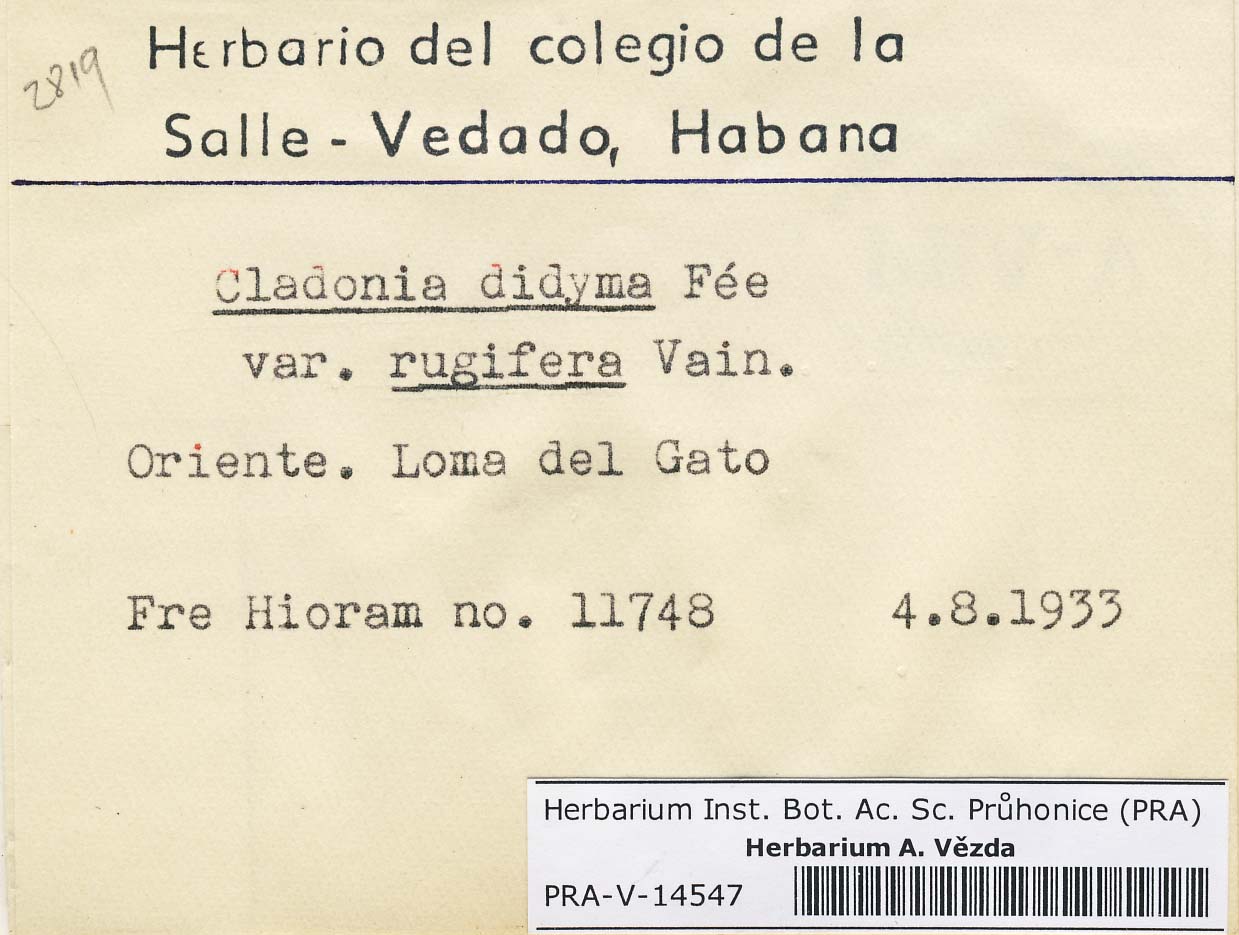 2819
Herbario del colegio de la
Salle - Vedado, Habana
Cladonia didyma Fée
var. rugifera Vain.
Oriente. Loma del Gato
Fre Hioram no. 11748 4.8.1933
Herbarium Inst. Bot. Ac. Sc. Průhonice (PRA)
Herbarium A. Vězda
PRA-V-14547